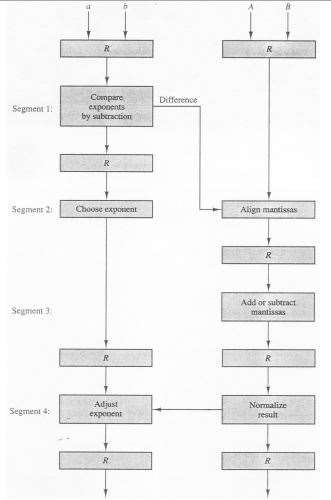 a b A B
R R
Segment 1: Compare
exponents
by subtraction
Difference
R
Segment 2: Choose exponent Align mantissas
R
Segment 3: Add or subtract
mantissas
R R
Segment 4: Adjust
exponent
Normalize
result
R R